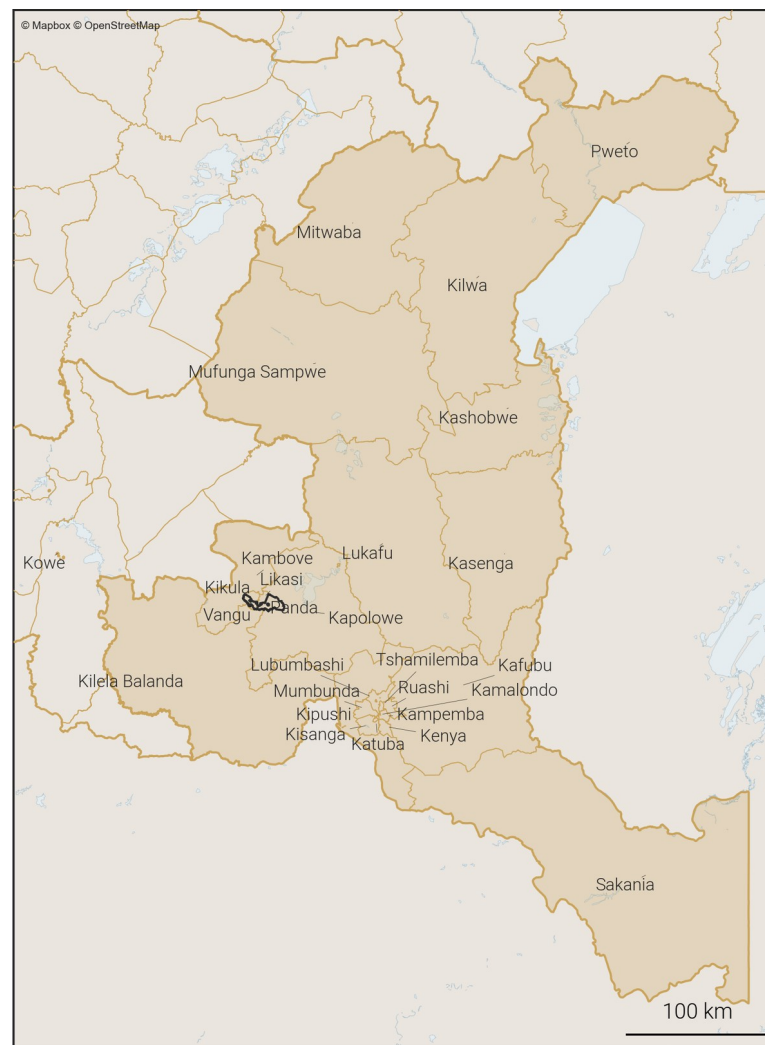 © Mapbox © OpenStreetMap
Pweto
Mitwaba
Kilwa
Mufunga Sampwe
Kashobwe
Lukafu
Kambove
Kowe
Kasenga
Likasi
Kikula
Panda
Vangu
Kapolowe
Tshamilemba
Lubumbashi
Kafubu
Kilela Balanda
Ruashi
Mumbunda
Kamalondo
Kipushi
Kampemba
Kisanga
Kenya
Katuba
Sakania
100 km